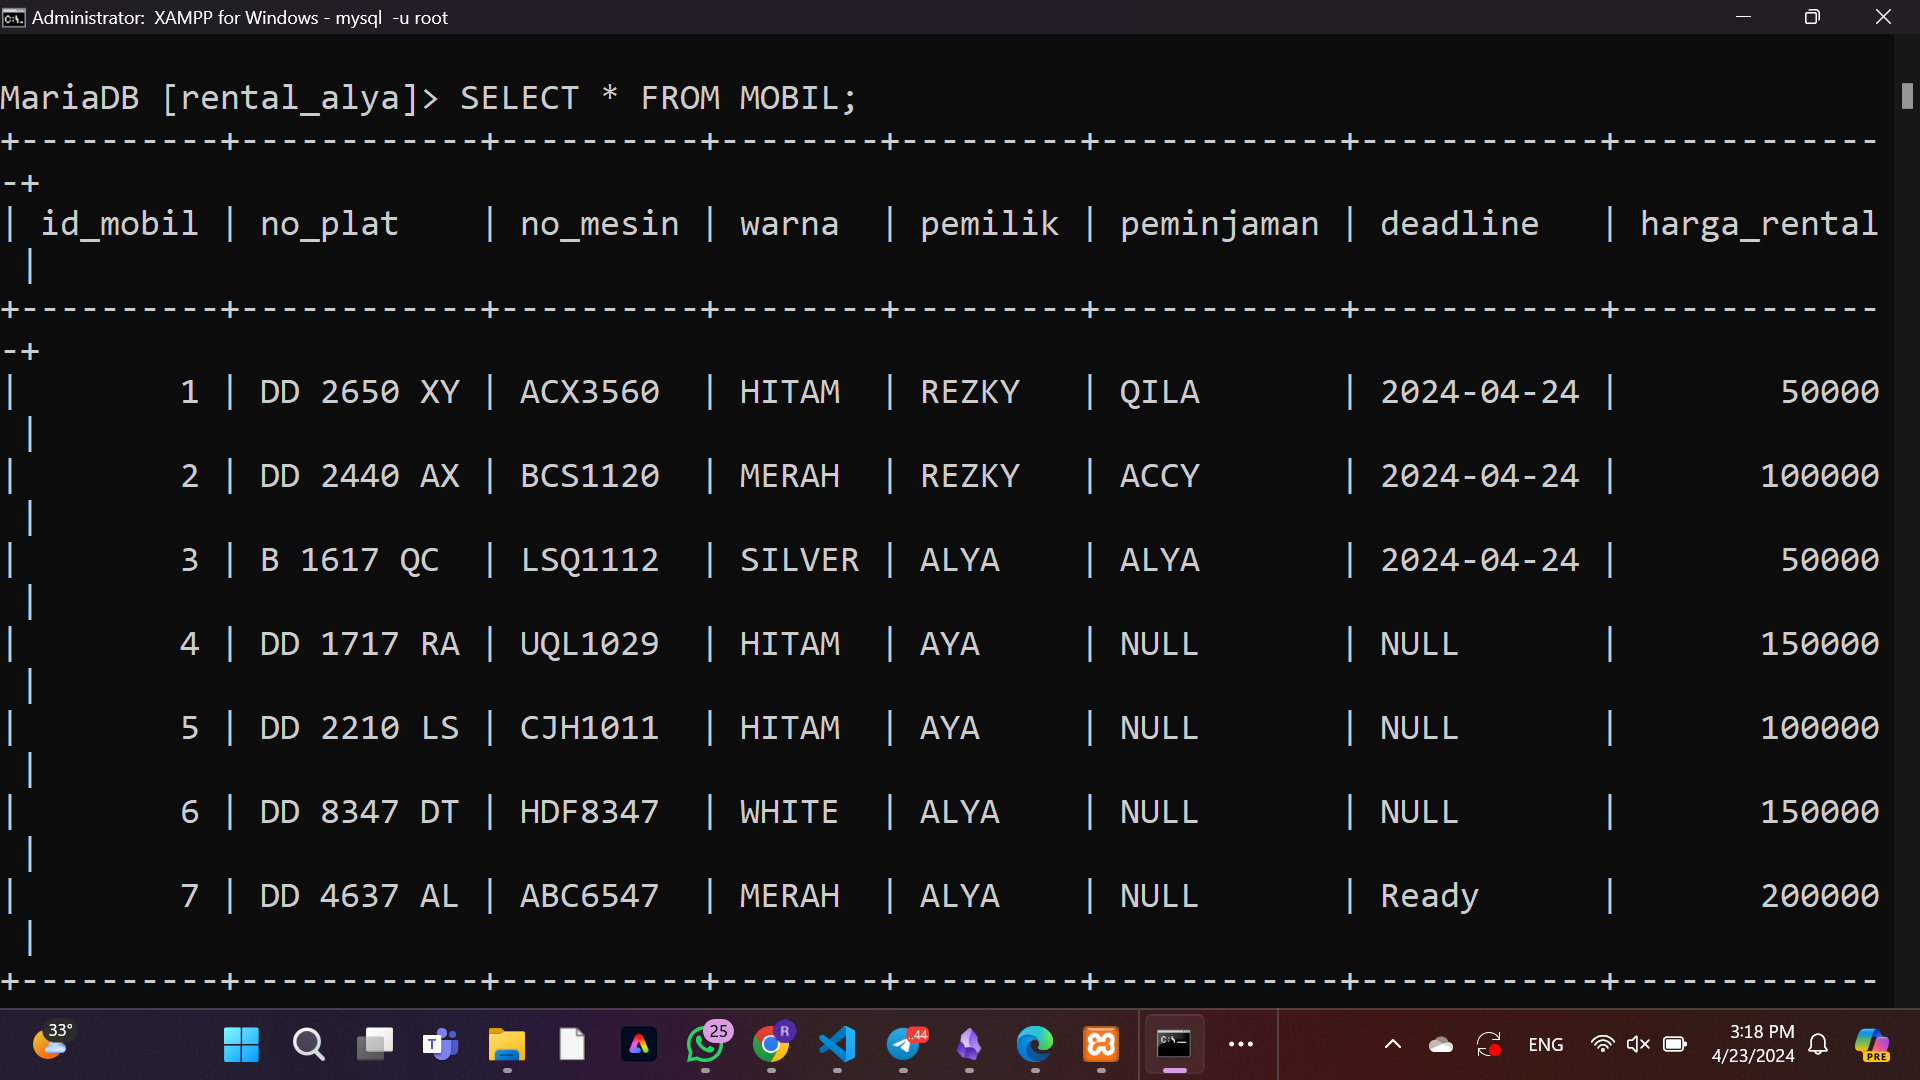 Administrator:  XAMPP for Windows - mysql  -u root
MariaDB [rental_alya]> SELECT * FROM MOBIL;
+----------+------------+----------+--------+---------+------------+------------+-------------
-+
| id_mobil | no_plat    | no_mesin | warna  | pemilik | peminjaman | deadline   | harga_rental
 |
+----------+------------+----------+--------+---------+------------+------------+-------------
-+
|        1 | DD 2650 XY | ACX3560  | HITAM  | REZKY   | QILA       | 2024-04-24 |        50000
 |
|        2 | DD 2440 AX | BCS1120  | MERAH  | REZKY   | ACCY       | 2024-04-24 |       100000
 |
|        3 | B 1617 QC  | LSQ1112  | SILVER | ALYA    | ALYA       | 2024-04-24 |        50000
 |
|        4 | DD 1717 RA | UQL1029  | HITAM  | AYA     | NULL       | NULL       |       150000
 |
|        5 | DD 2210 LS | CJH1011  | HITAM  | AYA     | NULL       | NULL       |       100000
 |
|        6 | DD 8347 DT | HDF8347  | WHITE  | ALYA    | NULL       | NULL       |       150000
 |
|        7 | DD 4637 AL | ABC6547  | MERAH  | ALYA    | NULL       | Ready      |       200000
 |
+----------+------------+----------+--------+---------+------------+------------+-------------
33°
25
R
..44
ENG
3:18 PM
4/23/2024
PRE